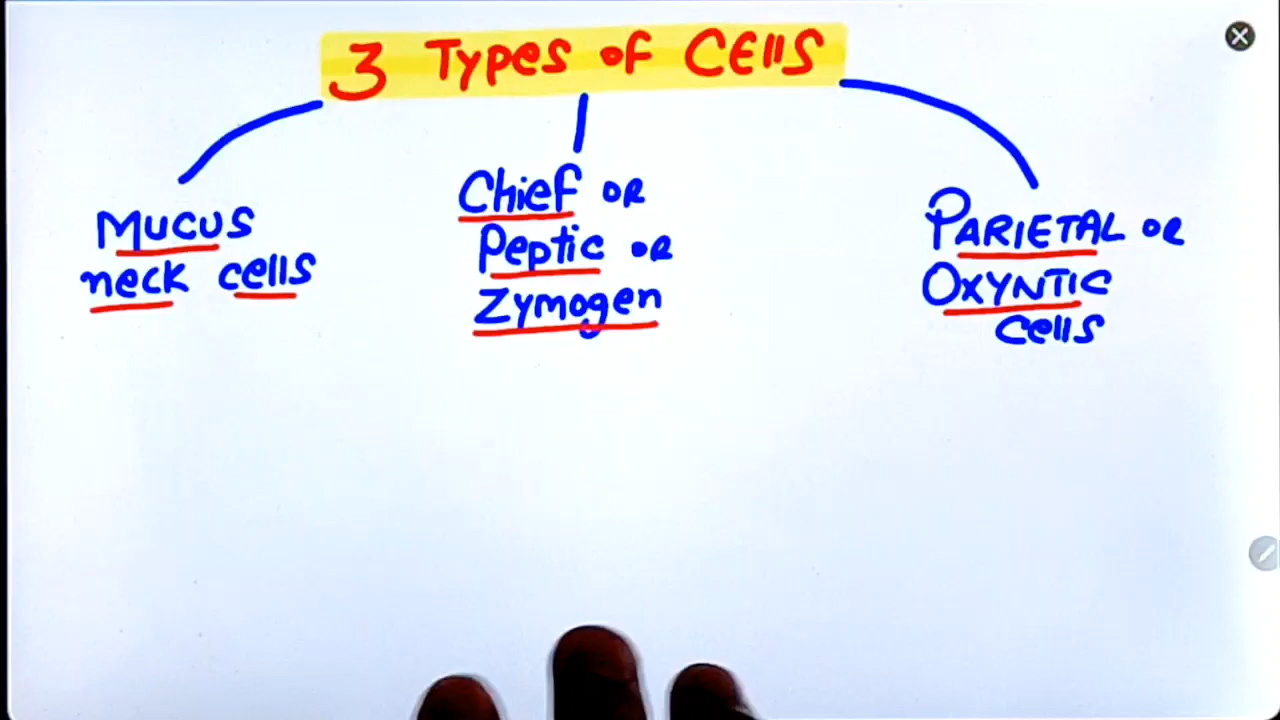 3 Types of Cells
Mucus
neck cells
Chief or
Peptic or
Zymogen
PARIETAL or
OXYNTIC
cells